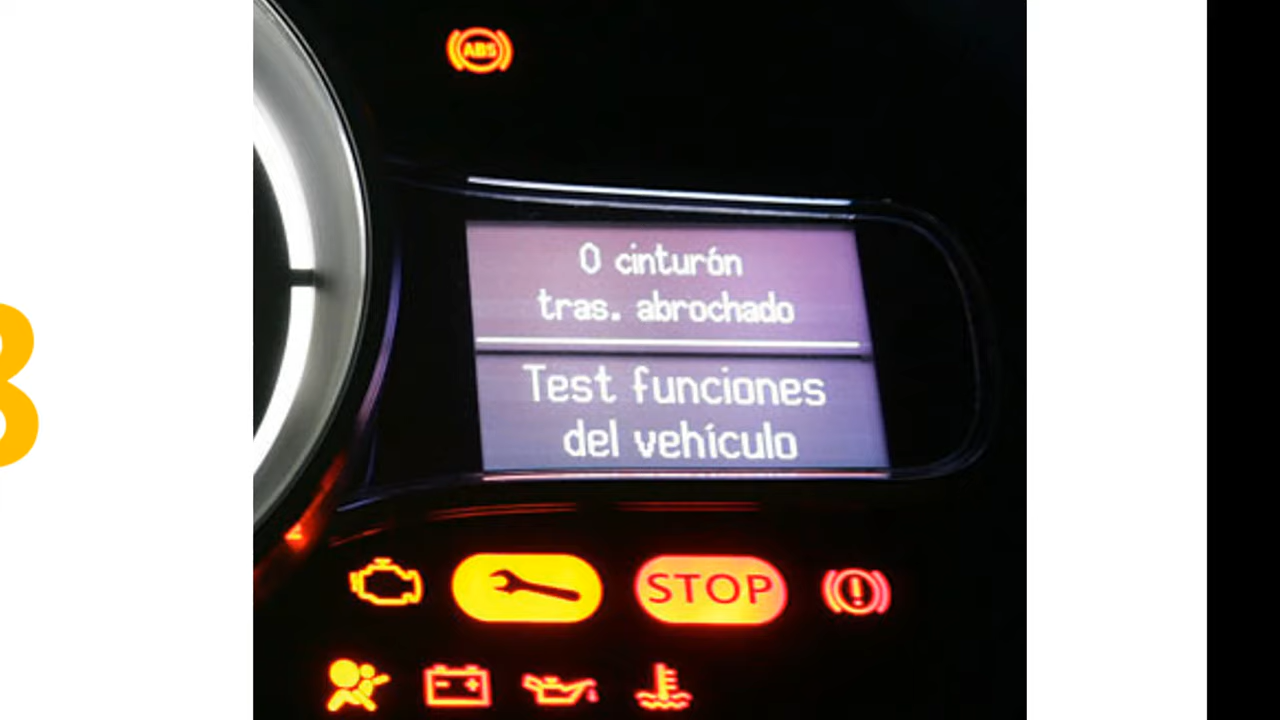 ABS
0 cinturón
tras. abrochado
Test funciones
del vehículo
STOP